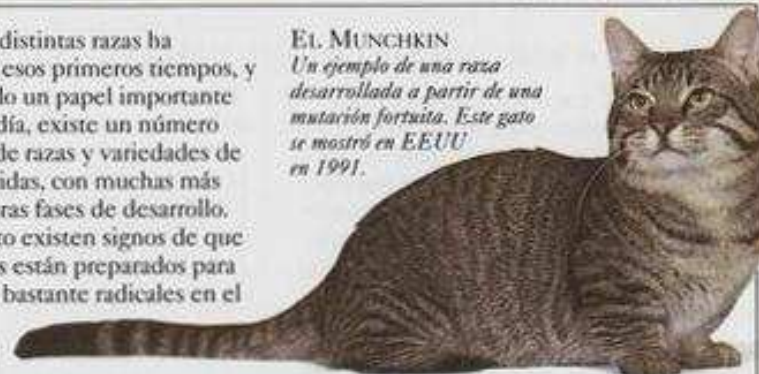 distintas razas ha
esos primeros tiempos, y
lo un papel importante
día, existe un número
de razas y variedades de
idas, con muchas más
ras fases de desarrollo.
to existen signos de que
s están preparados para
bastante radicales en el
EL MUNCHKIN
Un ejemplo de una raza
desarrollada a partir de una
mutación fortuita. Este gato
se mostró en EEUU
en 1991.